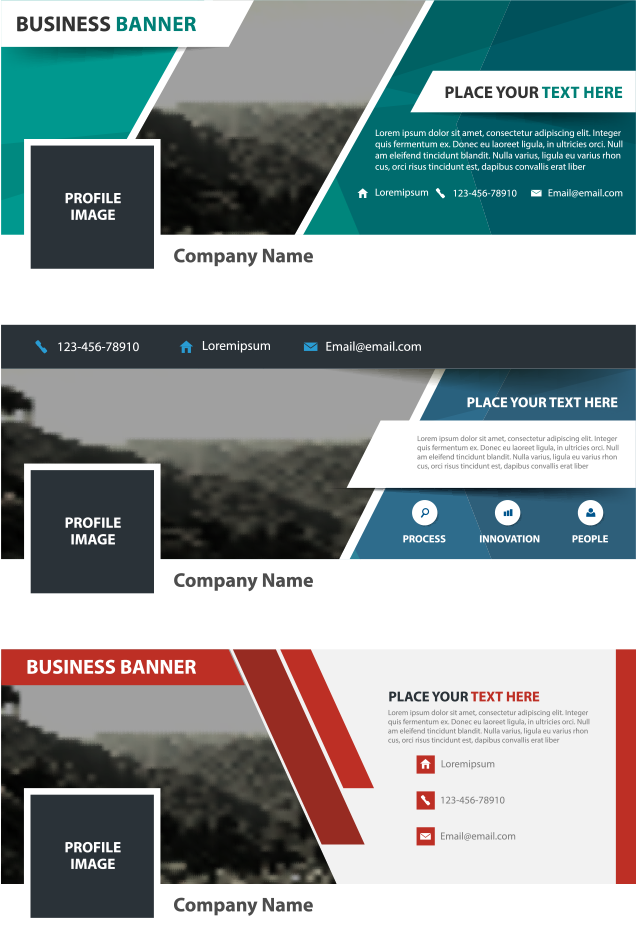 BUSINESS BANNER
PLACE YOUR TEXT HERE
Lorem ipsum dolor sit amet, consectetur adipiscing elit. Integer
quis fermentum ex. Donec eu laoreet ligula, in ultricies orci. Null
am eleifend tincidunt blandit. Nulla varius, ligula eu varius rhon
cus, orci risus tincidunt est, dapibus convallis exercit libero
Loremipsum 123-456-78910 Email@email.com
PROFILE
IMAGE
Company Name
123-456-78910 Loremipsum Email@email.com
PLACE YOUR TEXT HERE
Lorem ipsum dolor sit amet, consectetur adipiscing elit. Integer
quis fermentum ex. Donec eu laoreet ligula, in ultricies orci. Null
am eleifend tincidunt blandit. Nulla varius, ligula eu varius rhon
cus, orci risus tincidunt est, dapibus convallis exercit libero
PROCESS INNOVATION PEOPLE
PROFILE
IMAGE
Company Name
BUSINESS BANNER
PLACE YOUR TEXT HERE
Lorem ipsum dolor sit amet, consectetur adipiscing elit. Integer
quis fermentum ex. Donec eu laoreet ligula, in ultricies orci. Null
am eleifend tincidunt blandit. Nulla varius, ligula eu varius rhon
cus, orci risus tincidunt est, dapibus convallis exercit libero
Loremipsum
123-456-78910
Email@email.com
PROFILE
IMAGE
Company Name